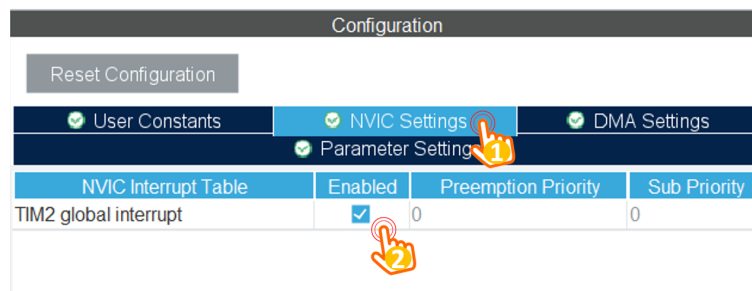 Configuration
Reset Configuration
User Constants NVIC Settings DMA Settings
Parameter Setting
1
NVIC Interrupt Table Enabled Preemption Priority Sub Priority
TIM2 global interrupt 0 0
2